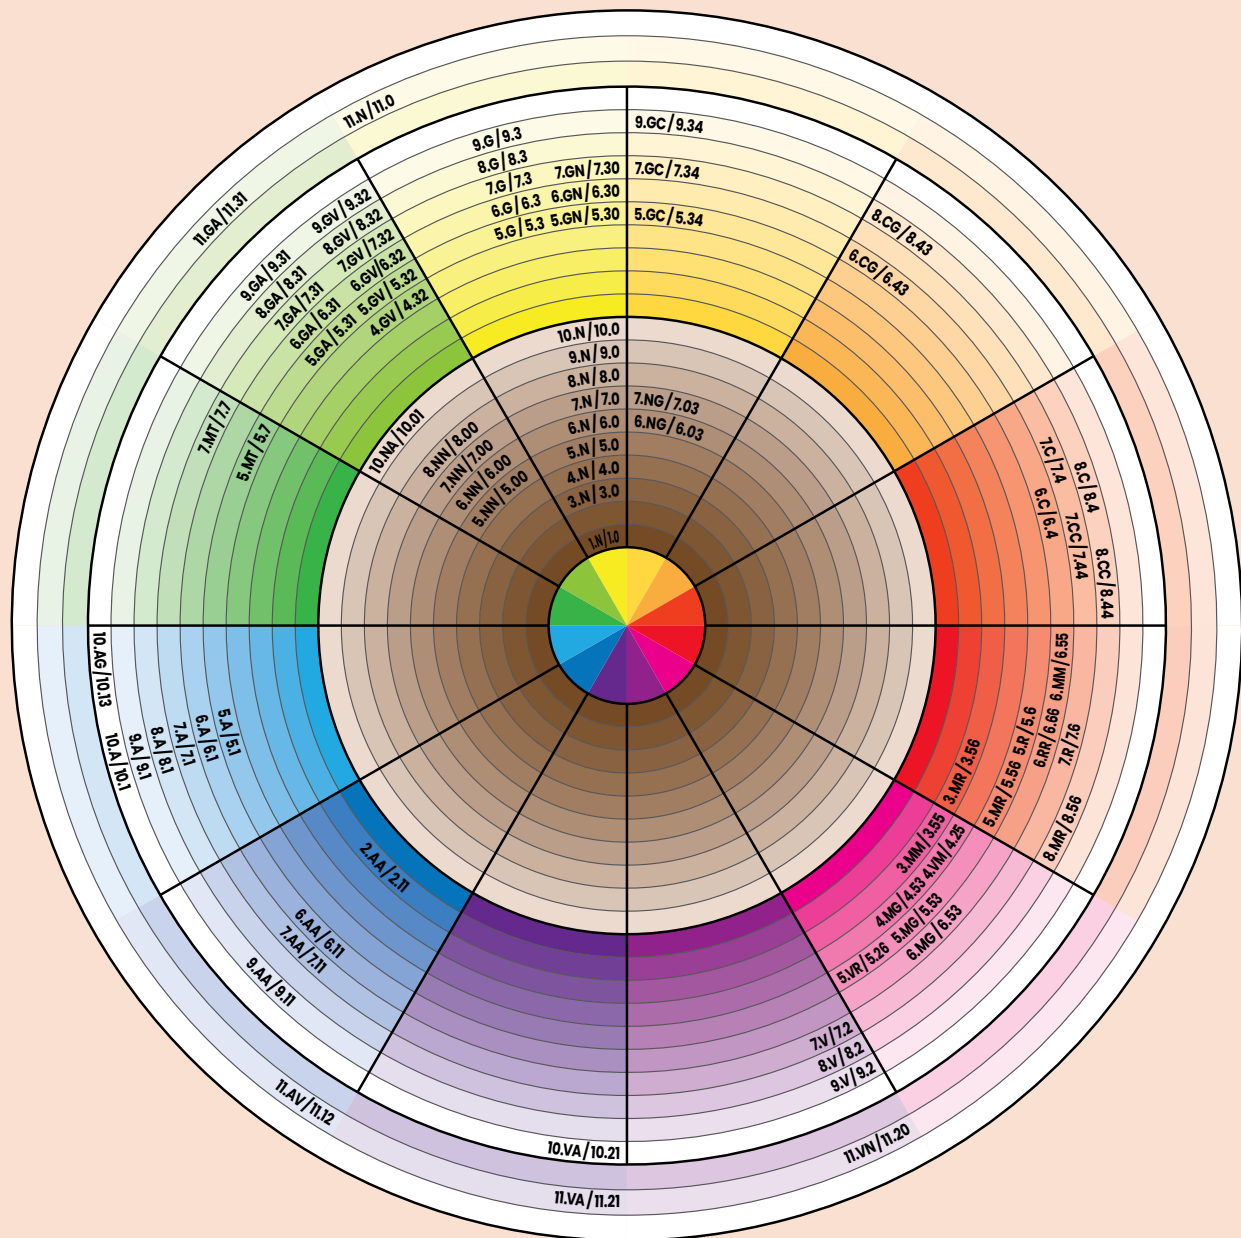 11.N/11.0
11.GA/11.31
9.G/9.3
8.G/8.3
7.G/7.3 7.GN/7.30
6.G/6.3 6.GN/6.30
5.G/5.3 5.GN/5.30
9.GC/9.34
7.GC/7.34
5.GC/5.34
8.CG/8.43
6.CG/6.43
9.GA/9.31 9.GV/9.32
8.GA/8.31 8.GV/8.32
7.GA/7.31 7.GV/7.32
6.GA/6.31 6.GV/6.32
5.GA/5.31 5.GV/5.32
4.GV/4.32
10.N/10.0
9.N/9.0
8.N/8.0
7.N/7.0
6.N/6.0
5.N/5.0
4.N/4.0
3.N/3.0
1.N/1.0
7.NG/7.03
6.NG/6.03
10.NA/10.01
8.NN/8.00
7.NN/7.00
6.NN/6.00
5.NN/5.00
7.MT/7.7
5.MT/5.7
7.C/7.4
8.C/8.4
6.C/6.4
7.CC/7.44
8.CC/8.44
10.AG/10.13
10.A/10.1
9.A/9.1
8.A/8.1
7.A/7.1
6.A/6.1
5.A/5.1
6.MM/6.55
5.MR/5.56 5.R/5.6
6.RR/6.66
7.R/7.6
3.MR/3.56
8.MR/8.56
3.MM/3.55
4.MG/4.53 4.VM/4.25
5.VR/5.26 5.MG/5.53
6.MG/6.53
2.AA/2.11
6.AA/6.11
7.AA/7.11
9.AA/9.11
7.V/7.2
8.V/8.2
9.V/9.2
11.AV/11.12
10.VA/10.21
11.VA/11.21
11.VN/11.20